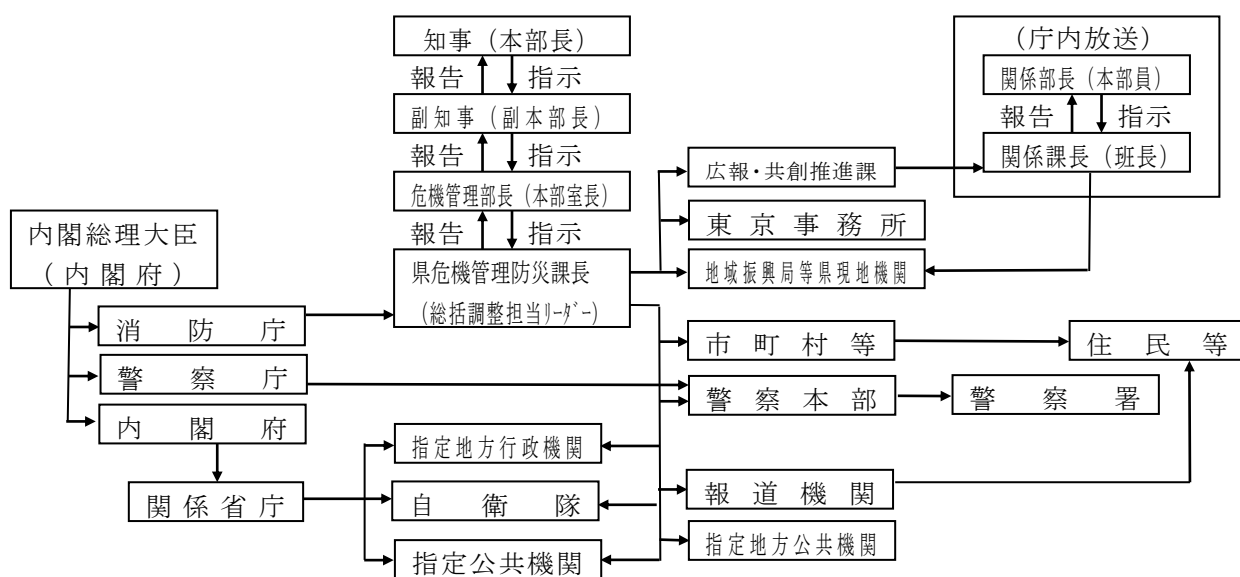 知事（本部長）
報告
指示
副知事（副本部長）
報告
指示
危機管理部長（本部室長）
報告
指示
県危機管理防災課長
（総括調整担当ﾘｰﾀﾞｰ）
（庁内放送）
関係部長（本部員）
報告
指示
関係課長（班長）
広報・共創推進課
東京事務所
地域振興局等県現地機関
内閣総理大臣
（内閣府）
消防庁
警察庁
内閣府
関係省庁
市町村等
住民等
警察本部
警察署
指定地方行政機関
自衛隊
指定公共機関
報道機関
指定地方公共機関